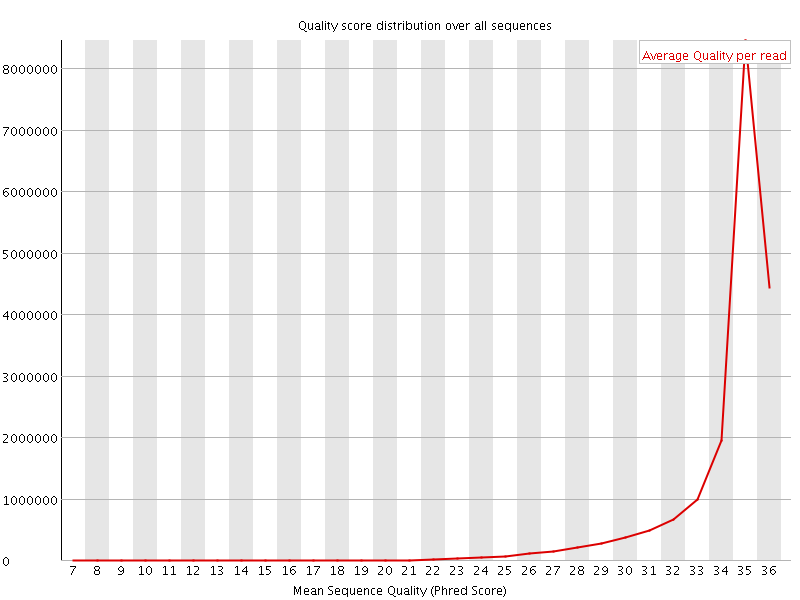 Quality score distribution over all sequences
Average Quality per read
8000000
7000000
6000000
5000000
4000000
3000000
2000000
1000000
0
7 8 9 10 11 12 13 14 15 16 17 18 19 20 21 22 23 24 25 26 27 28 29 30 31 32 33 34 35 36
Mean Sequence Quality (Phred Score)